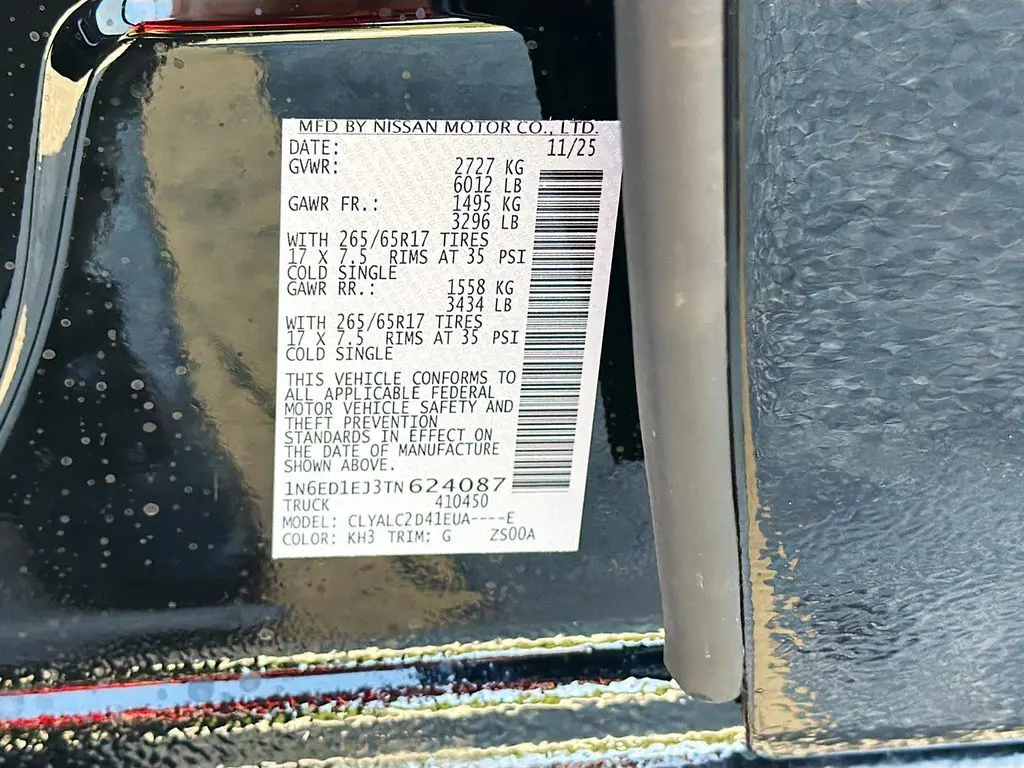 MFD BY NISSAN MOTOR CO., LTD.
DATE: 11/25
GVWR: 2727 KG
6012 LB
GAWR FR.: 1495 KG
3296 LB
WITH 265/65R17 TIRES
17 X 7.5 RIMS AT 35 PSI
COLD SINGLE
GAWR RR.: 1558 KG
3434 LB
WITH 265/65R17 TIRES
17 X 7.5 RIMS AT 35 PSI
COLD SINGLE
THIS VEHICLE CONFORMS TO
ALL APPLICABLE FEDERAL
MOTOR VEHICLE SAFETY AND
THEFT PREVENTION
STANDARDS IN EFFECT ON
THE DATE OF MANUFACTURE
SHOWN ABOVE.
1N6ED1EJ3TN624087
TRUCK 410450
MODEL: CLYALC2D41EUA----E
COLOR: KH3 TRIM: G ZS00A